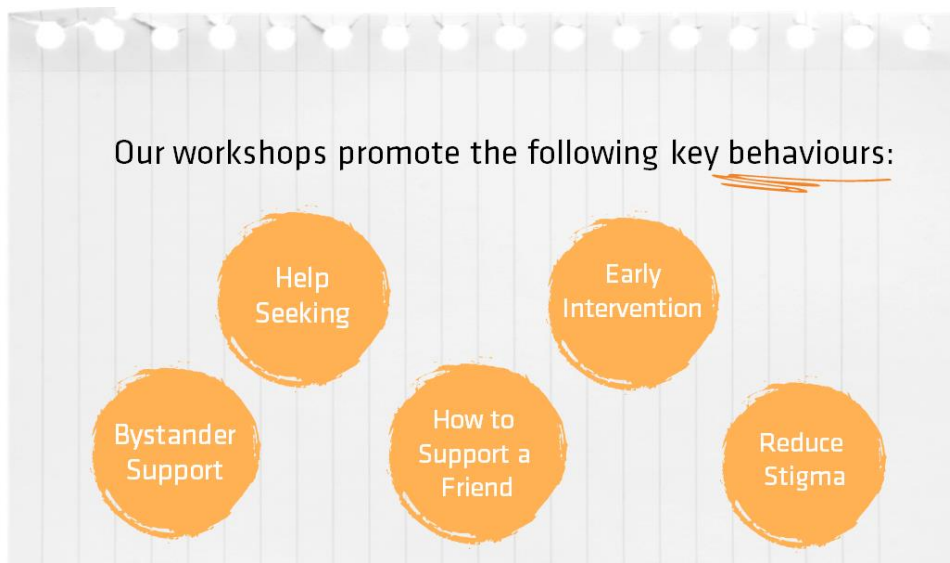 Our workshops promote the following key behaviours:
Help
Seeking
Early
Intervention
Bystander
Support
How to
Support a
Friend
Reduce
Stigma